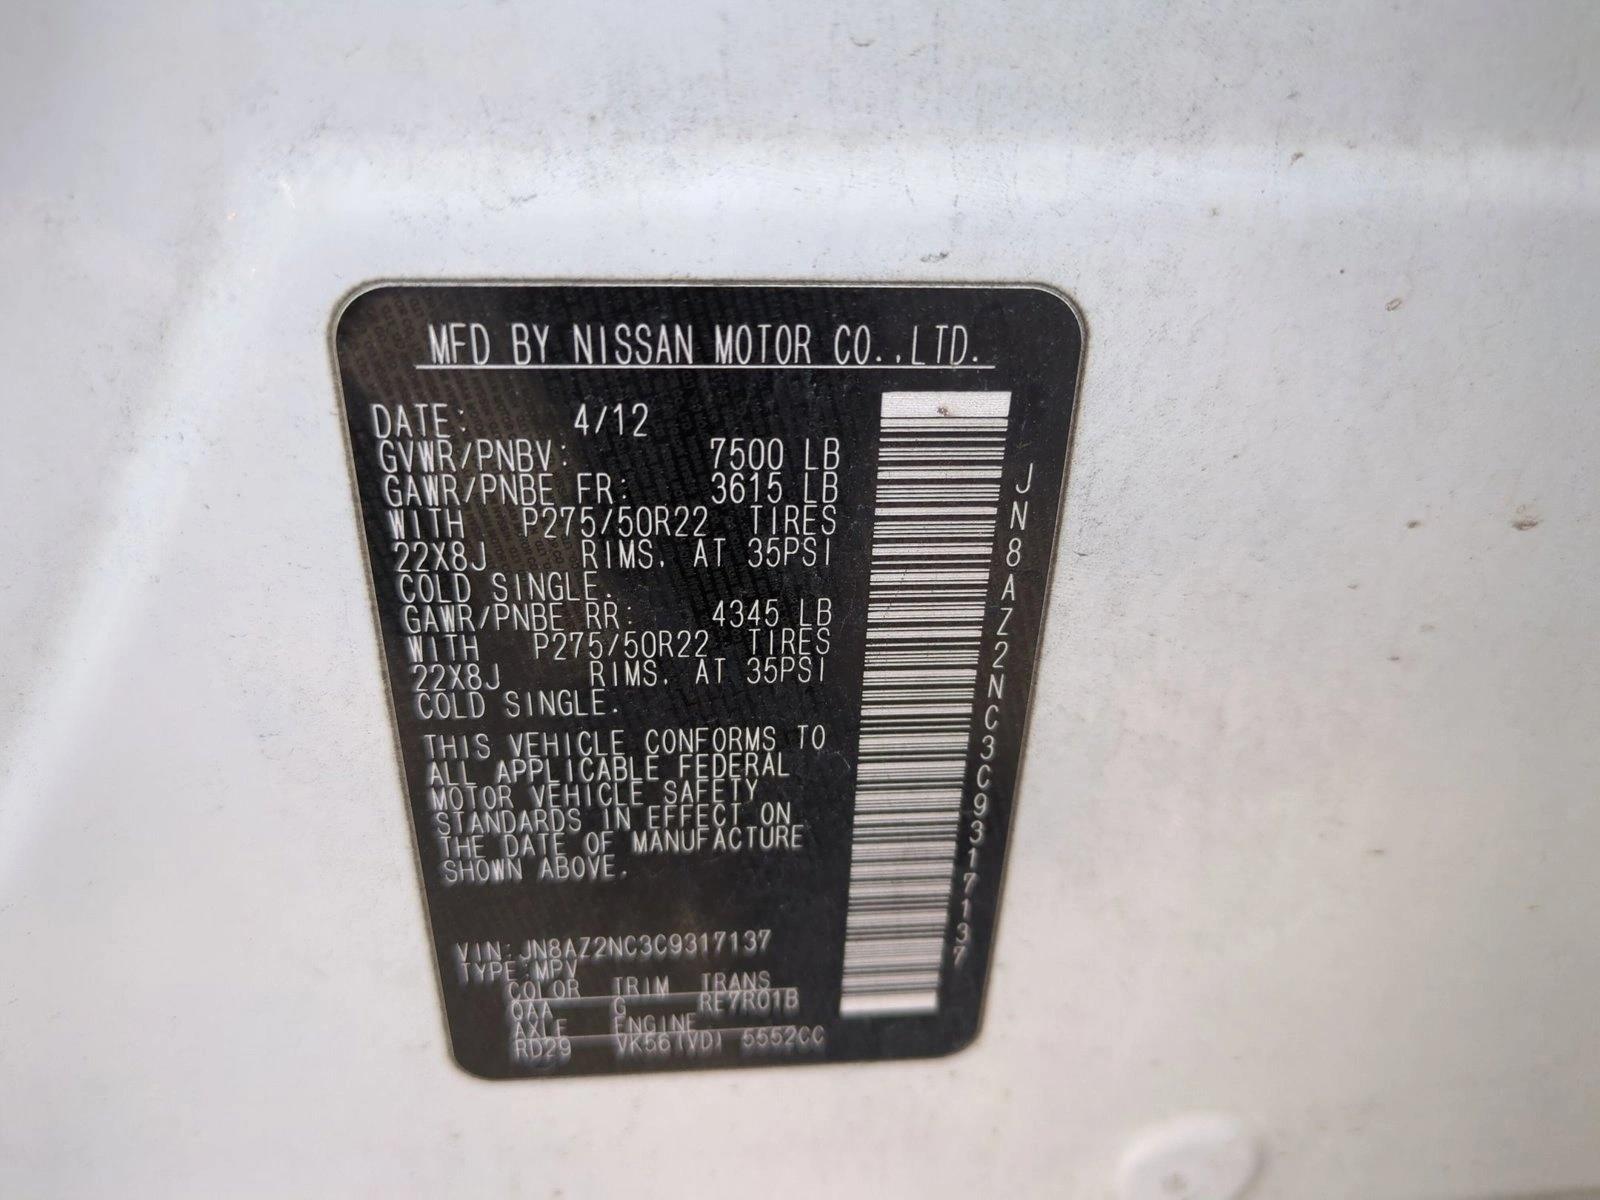 MFD BY NISSAN MOTOR CO.,LTD.
DATE: 4/12
GVWR/PNBV: 7500 LB
GAWR/PNBE FR: 3615 LB
WITH P275/50R22 TIRES
22X8J RIMS. AT 35PSI
COLD SINGLE.
GAWR/PNBE RR: 4345 LB
WITH P275/50R22 TIRES
22X8J RIMS. AT 35PSI
COLD SINGLE.
THIS VEHICLE CONFORMS TO
ALL APPLICABLE FEDERAL
MOTOR VEHICLE SAFETY
STANDARDS IN EFFECT ON
THE DATE OF MANUFACTURE
SHOWN ABOVE.
VIN:JN8AZ2NC3C9317137
TYPE:MPV
COLOR TRIM TRANS
QAA G RE7R01B
AXLE ENGINE
RD29 VK56(VD) 5552CC
JN8AZ2NC3C9317137